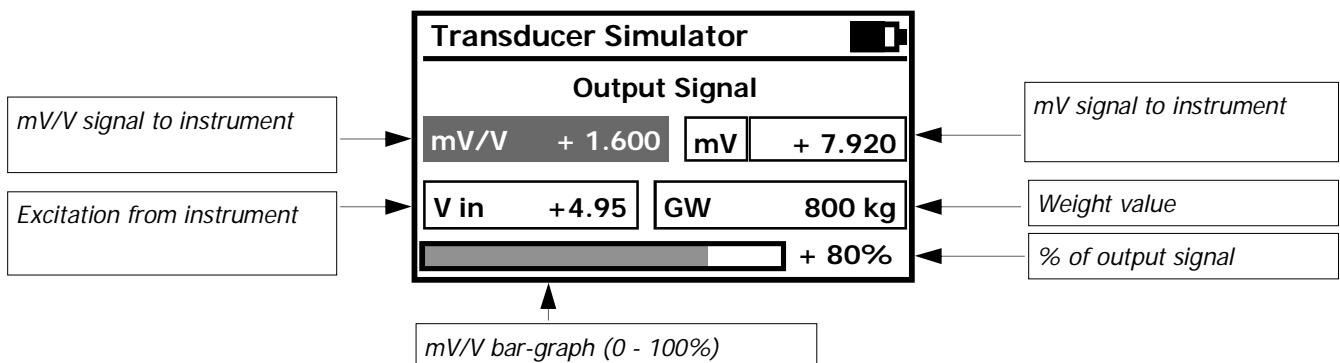 Transducer Simulator
Output Signal
mV/V signal to instrument
mV signal to instrument
mV/V + 1.600 mV + 7.920
Excitation from instrument
V in +4.95 GW 800 kg
Weight value
+ 80%
% of output signal
mV/V bar-graph (0 - 100%)